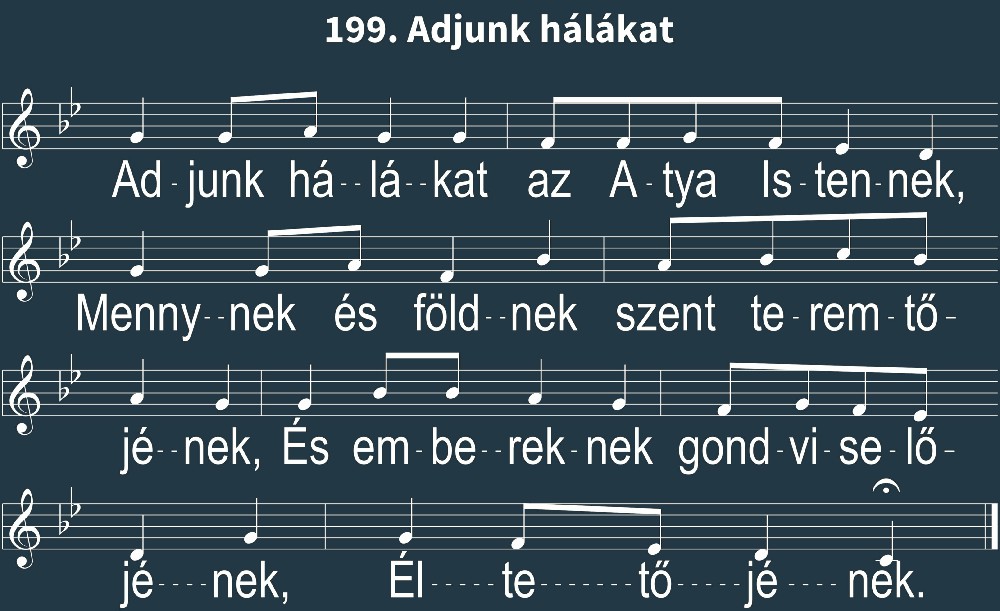 199. Adjunk hálákat
Ad-junk há--lá--kat az A-tya Is-ten-nek,
Menny--nek és föld--nek szent te-rem-tő-
jé--nek, És em-be--rek-nek gond-vi-se-lő-
jé----nek, Él-----te-------tő-----jé----nek.